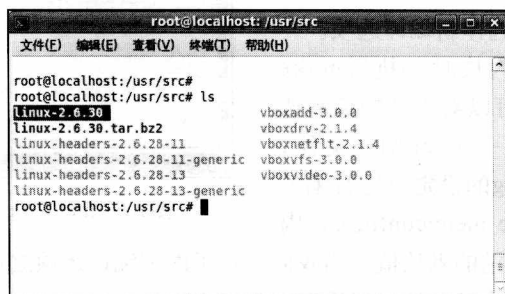 root@localhost: /usr/src
文件(F) 编辑(E) 查看(V) 终端(T) 帮助(H)
root@localhost:/usr/src#
root@localhost:/usr/src# ls
linux-2.6.30 vboxadd-3.0.0
linux-2.6.30.tar.bz2 vboxdrv-2.1.4
linux-headers-2.6.28-11 vboxnetflt-2.1.4
linux-headers-2.6.28-11-generic vboxvfs-3.0.0
linux-headers-2.6.28-13 vboxvideo-3.0.0
linux-headers-2.6.28-13-generic
root@localhost:/usr/src#